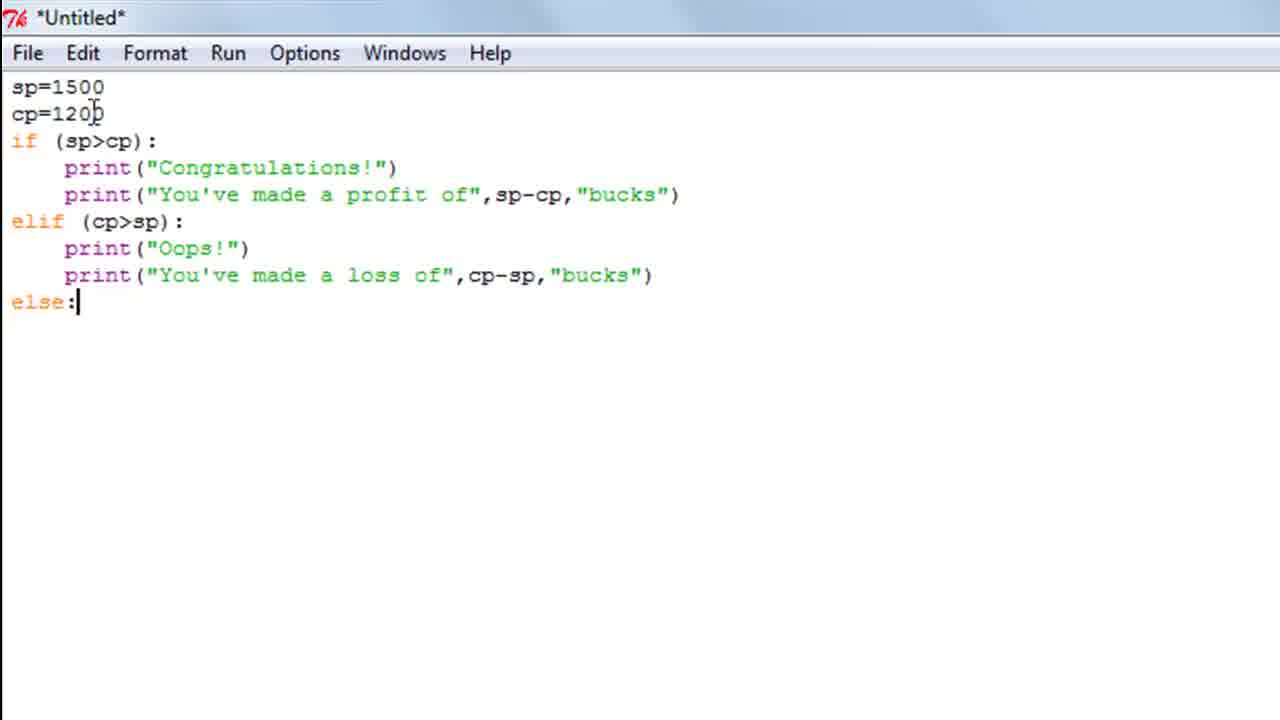 *Untitled*
File Edit Format Run Options Windows Help
sp=1500
cp=1200
if (sp>cp):
    print("Congratulations!")
    print("You've made a profit of",sp-cp,"bucks")
elif (cp>sp):
    print("Oops!")
    print("You've made a loss of",cp-sp,"bucks")
else: